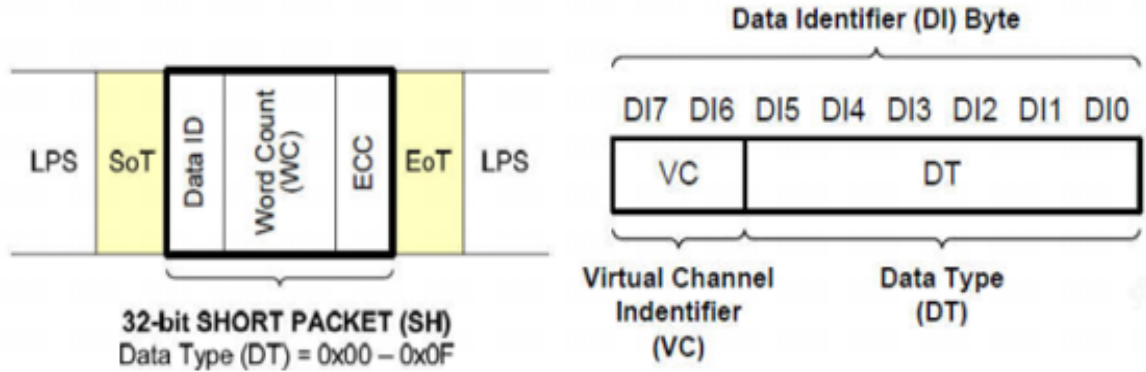 LPS SoT Data ID Word Count (WC) ECC EoT LPS
32-bit SHORT PACKET (SH)
Data Type (DT) = 0x00 – 0x0F
Data Identifier (DI) Byte
DI7 DI6 DI5 DI4 DI3 DI2 DI1 DI0
VC DT
Virtual Channel
Indentifier
(VC)
Data Type
(DT)